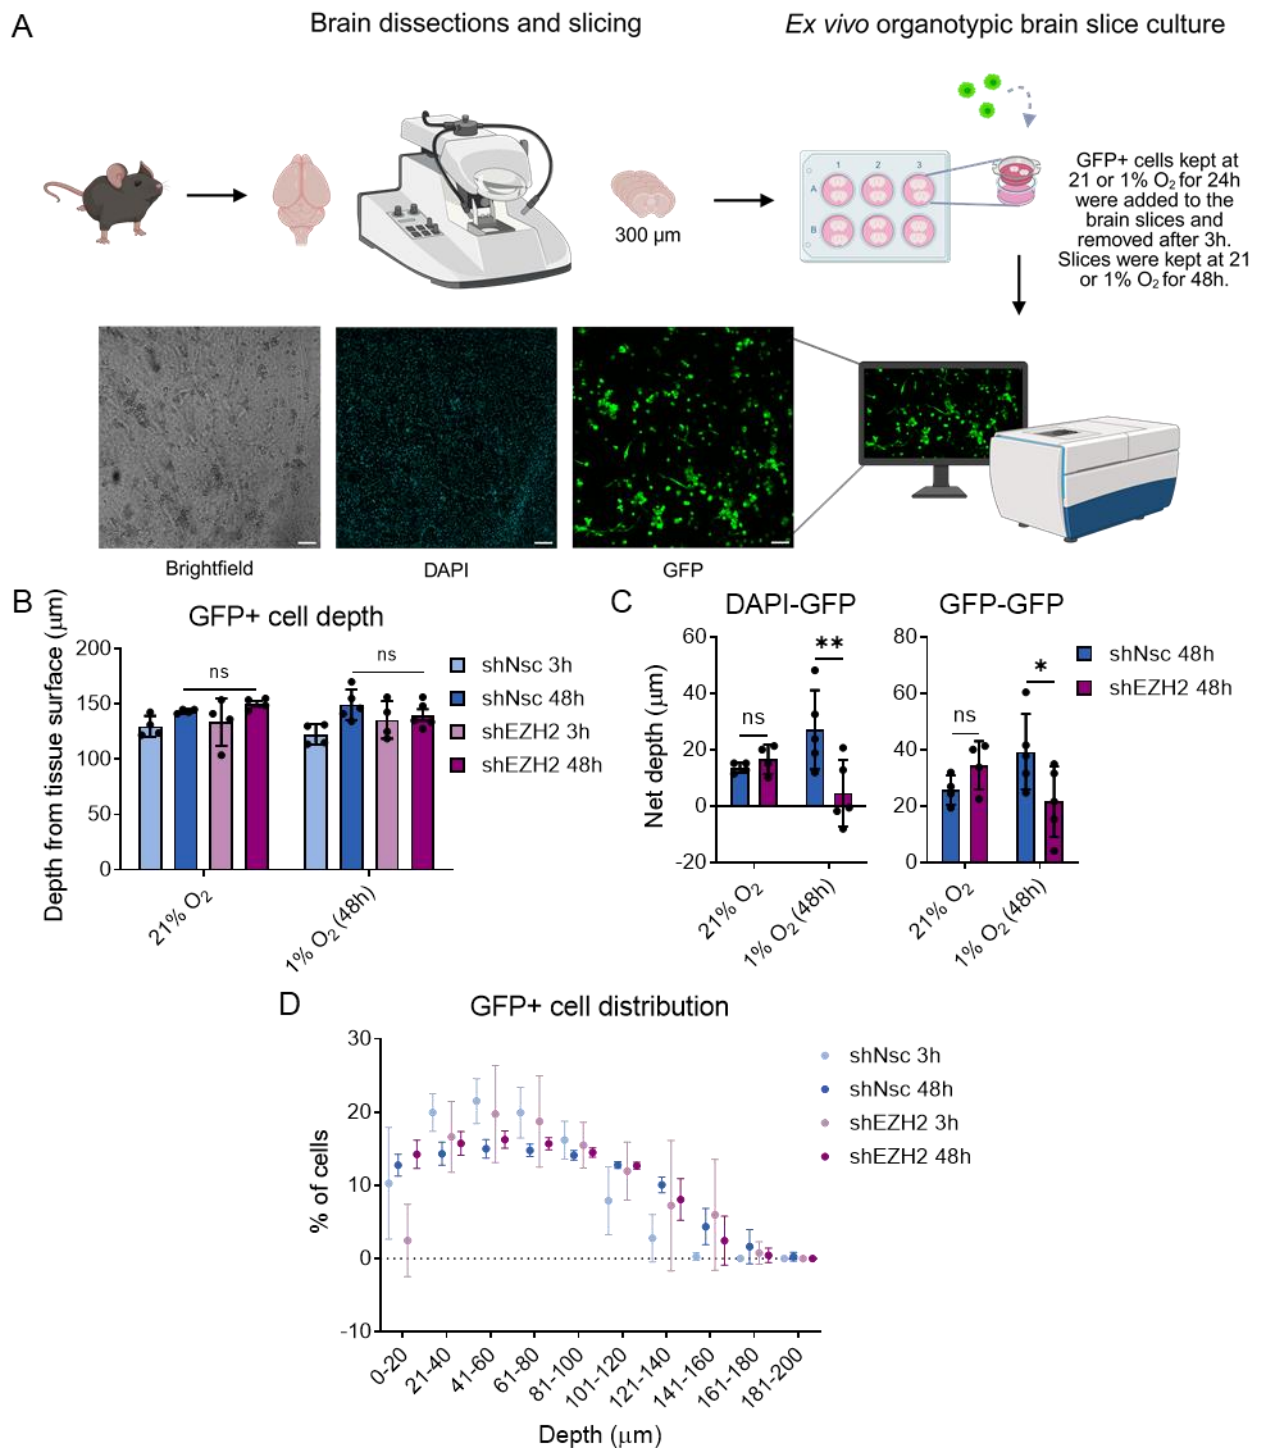 A
Brain dissections and slicing
Ex vivo organotypic brain slice culture
300 µm
1 2 3
A
B
GFP+ cells kept at
21 or 1% O2 for 24h
were added to the
brain slices and
removed after 3h.
Slices were kept at 21
or 1% O2 for 48h.
Brightfield
DAPI
GFP
B
GFP+ cell depth
Depth from tissue surface (µm)
200
150
100
50
0
ns
ns
21% O2
1% O2 (48h)
shNsc 3h
shNsc 48h
shEZH2 3h
shEZH2 48h
C
DAPI-GFP
Net depth (µm)
60
40
20
0
-20
ns
**
21% O2
1% O2 (48h)
GFP-GFP
80
60
40
20
0
ns
*
21% O2
1% O2 (48h)
shNsc 48h
shEZH2 48h
D
GFP+ cell distribution
% of cells
30
20
10
0
-10
0-20
21-40
41-60
61-80
81-100
101-120
121-140
141-160
161-180
181-200
Depth (µm)
shNsc 3h
shNsc 48h
shEZH2 3h
shEZH2 48h